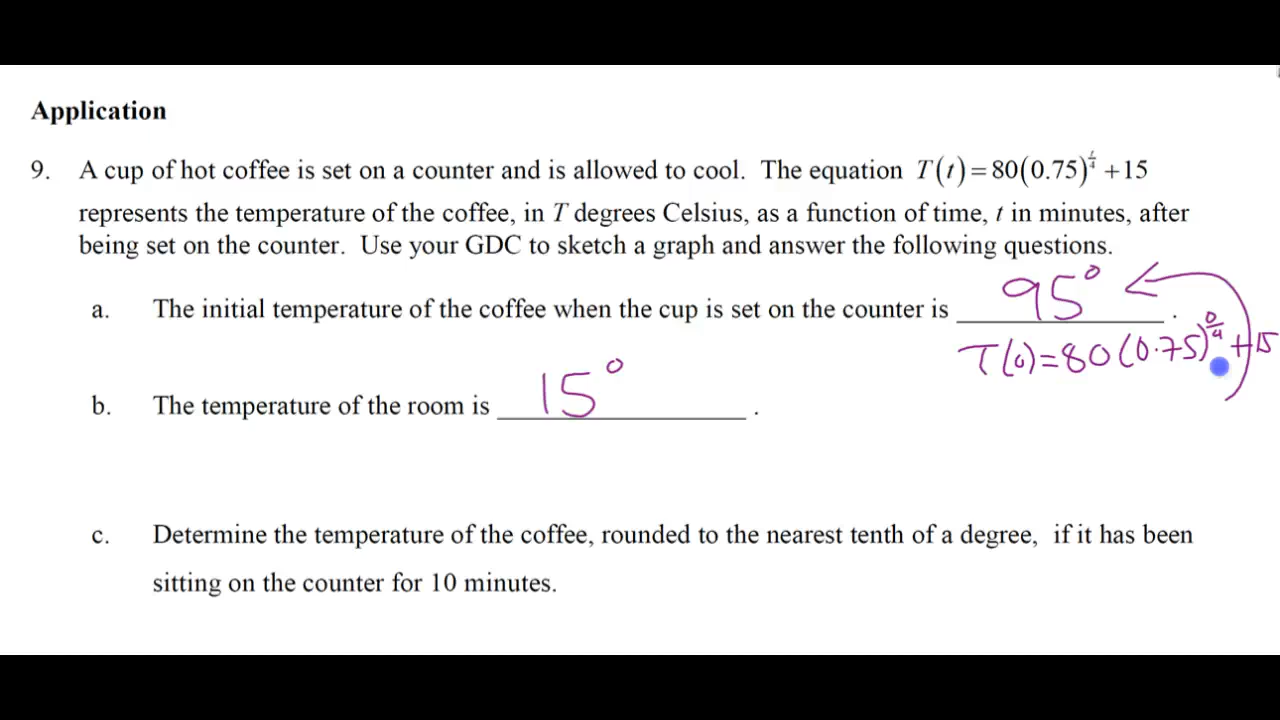 Application
9. A cup of hot coffee is set on a counter and is allowed to cool. The equation T(t)=80(0.75)^(t/4) +15
represents the temperature of the coffee, in T degrees Celsius, as a function of time, t in minutes, after
being set on the counter. Use your GDC to sketch a graph and answer the following questions.
a. The initial temperature of the coffee when the cup is set on the counter is 95° .
T(0)=80(0.75)^(0/4) +15
b. The temperature of the room is 15° .
c. Determine the temperature of the coffee, rounded to the nearest tenth of a degree, if it has been
sitting on the counter for 10 minutes.